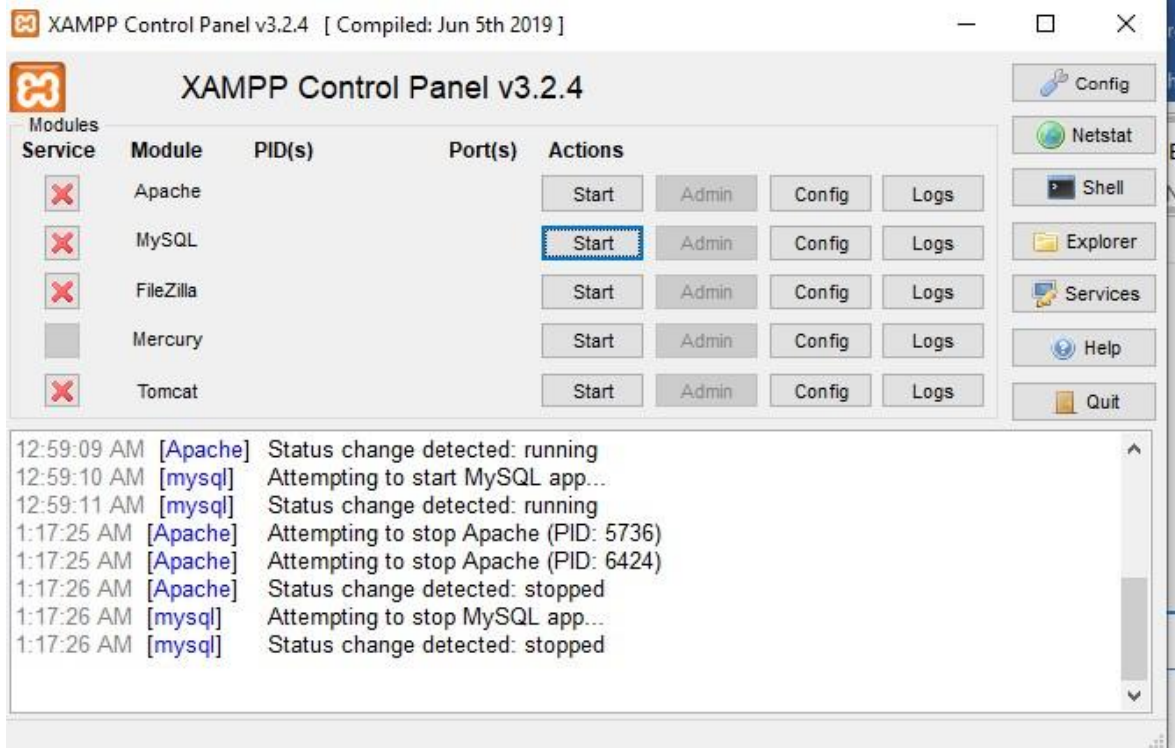 XAMPP Control Panel v3.2.4 [ Compiled: Jun 5th 2019 ]
XAMPP Control Panel v3.2.4
Config
Modules
Service Module PID(s) Port(s) Actions
Netstat
Apache Start Admin Config Logs
Shell
MySQL Start Admin Config Logs
Explorer
FileZilla Start Admin Config Logs
Services
Mercury Start Admin Config Logs
Help
Tomcat Start Admin Config Logs
Quit
12:59:09 AM [Apache] Status change detected: running
12:59:10 AM [mysql] Attempting to start MySQL app...
12:59:11 AM [mysql] Status change detected: running
1:17:25 AM [Apache] Attempting to stop Apache (PID: 5736)
1:17:25 AM [Apache] Attempting to stop Apache (PID: 6424)
1:17:26 AM [Apache] Status change detected: stopped
1:17:26 AM [mysql] Attempting to stop MySQL app...
1:17:26 AM [mysql] Status change detected: stopped